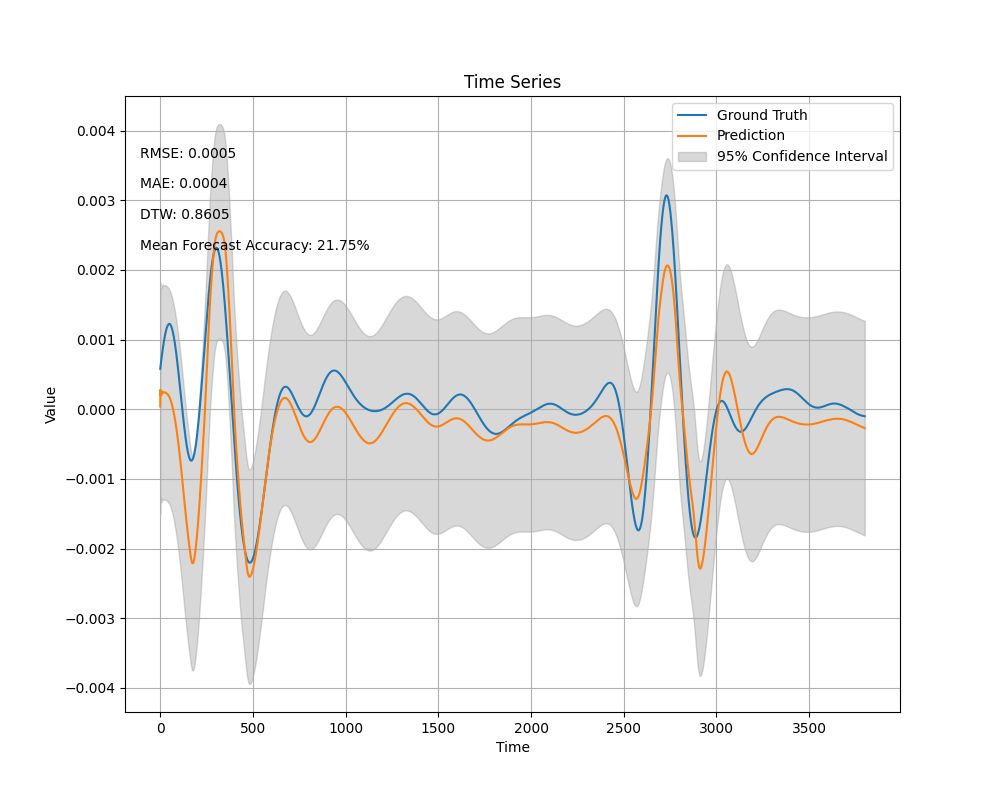 Time Series
Ground Truth
Prediction
95% Confidence Interval
RMSE: 0.0005
MAE: 0.0004
DTW: 0.8605
Mean Forecast Accuracy: 21.75%
0.004
0.003
0.002
0.001
0.000
−0.001
−0.002
−0.003
−0.004
Value
0 500 1000 1500 2000 2500 3000 3500
Time